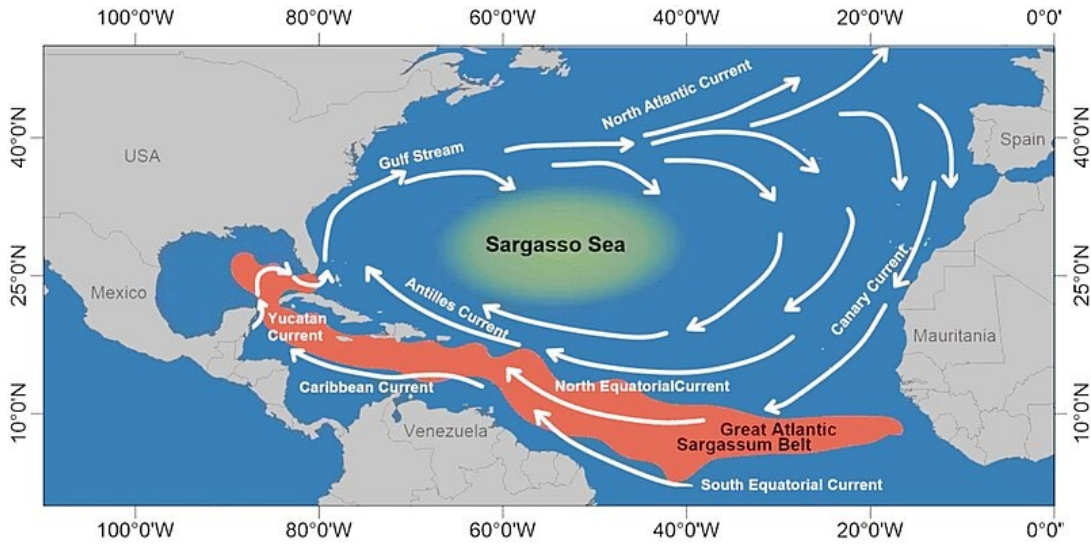 100°0'W 80°0'W 60°0'W 40°0'W 20°0'W 0°0'
North Atlantic Current
40°0'N
USA
Gulf Stream
Spain
40°0'N
Sargasso Sea
25°0'N
Mexico
Antilles Current
Canary Current
25°0'N
Yucatan
Current
Mauritania
Caribbean Current
North EquatorialCurrent
10°0'N
Venezuela
Great Atlantic
Sargassum Belt
10°0'N
South Equatorial Current
100°0'W 80°0'W 60°0'W 40°0'W 20°0'W 0°0'